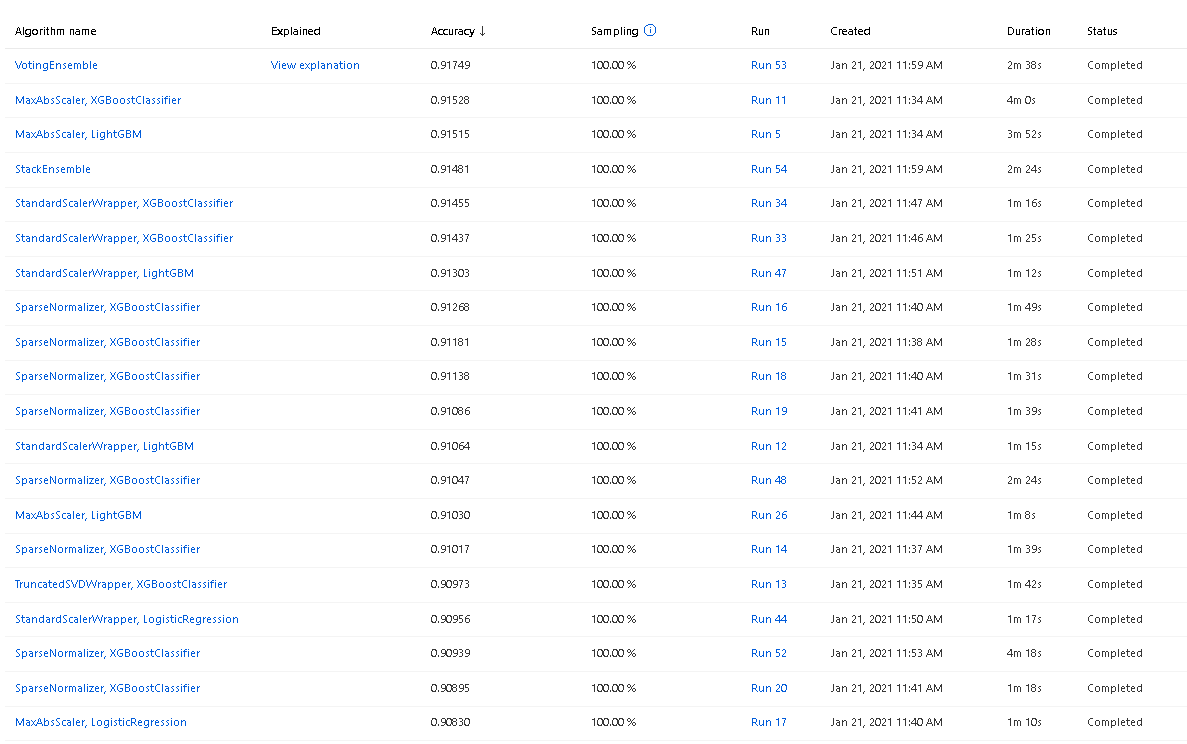 Algorithm name Explained Accuracy ↓ Sampling ⓘ Run Created Duration Status
VotingEnsemble View explanation 0.91749 100.00 % Run 53 Jan 21, 2021 11:59 AM 2m 38s Completed
MaxAbsScaler, XGBoostClassifier 0.91528 100.00 % Run 11 Jan 21, 2021 11:34 AM 4m 0s Completed
MaxAbsScaler, LightGBM 0.91515 100.00 % Run 5 Jan 21, 2021 11:34 AM 3m 52s Completed
StackEnsemble 0.91481 100.00 % Run 54 Jan 21, 2021 11:59 AM 2m 24s Completed
StandardScalerWrapper, XGBoostClassifier 0.91455 100.00 % Run 34 Jan 21, 2021 11:47 AM 1m 16s Completed
StandardScalerWrapper, XGBoostClassifier 0.91437 100.00 % Run 33 Jan 21, 2021 11:46 AM 1m 25s Completed
StandardScalerWrapper, LightGBM 0.91303 100.00 % Run 47 Jan 21, 2021 11:51 AM 1m 12s Completed
SparseNormalizer, XGBoostClassifier 0.91268 100.00 % Run 16 Jan 21, 2021 11:40 AM 1m 49s Completed
SparseNormalizer, XGBoostClassifier 0.91181 100.00 % Run 15 Jan 21, 2021 11:38 AM 1m 28s Completed
SparseNormalizer, XGBoostClassifier 0.91138 100.00 % Run 18 Jan 21, 2021 11:40 AM 1m 31s Completed
SparseNormalizer, XGBoostClassifier 0.91086 100.00 % Run 19 Jan 21, 2021 11:41 AM 1m 39s Completed
StandardScalerWrapper, LightGBM 0.91064 100.00 % Run 12 Jan 21, 2021 11:34 AM 1m 15s Completed
SparseNormalizer, XGBoostClassifier 0.91047 100.00 % Run 48 Jan 21, 2021 11:52 AM 2m 24s Completed
MaxAbsScaler, LightGBM 0.91030 100.00 % Run 26 Jan 21, 2021 11:44 AM 1m 8s Completed
SparseNormalizer, XGBoostClassifier 0.91017 100.00 % Run 14 Jan 21, 2021 11:37 AM 1m 39s Completed
TruncatedSVDWrapper, XGBoostClassifier 0.90973 100.00 % Run 13 Jan 21, 2021 11:35 AM 1m 42s Completed
StandardScalerWrapper, LogisticRegression 0.90956 100.00 % Run 44 Jan 21, 2021 11:50 AM 1m 17s Completed
SparseNormalizer, XGBoostClassifier 0.90939 100.00 % Run 52 Jan 21, 2021 11:53 AM 4m 18s Completed
SparseNormalizer, XGBoostClassifier 0.90895 100.00 % Run 20 Jan 21, 2021 11:41 AM 1m 18s Completed
MaxAbsScaler, LogisticRegression 0.90830 100.00 % Run 17 Jan 21, 2021 11:40 AM 1m 10s Completed